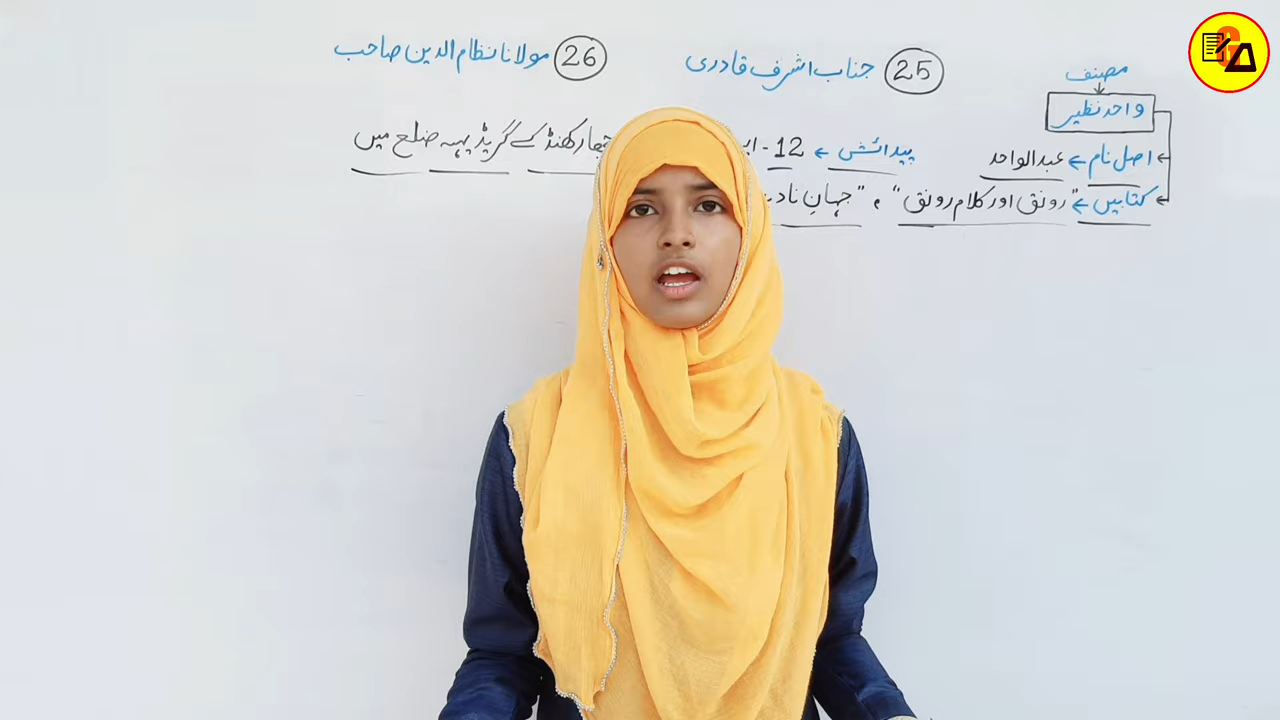 25 جناب اشرف قادری
26 مولانا نظام الدین صاحب
مصنف
واحد نظیر
اصل نام ← عبدالواحد
پیدائش ← 12 - جھارکھنڈ کے گریڈیہہ ضلع میں
کتابیں ← "رونق اور کلام رونق"، "جہانِ